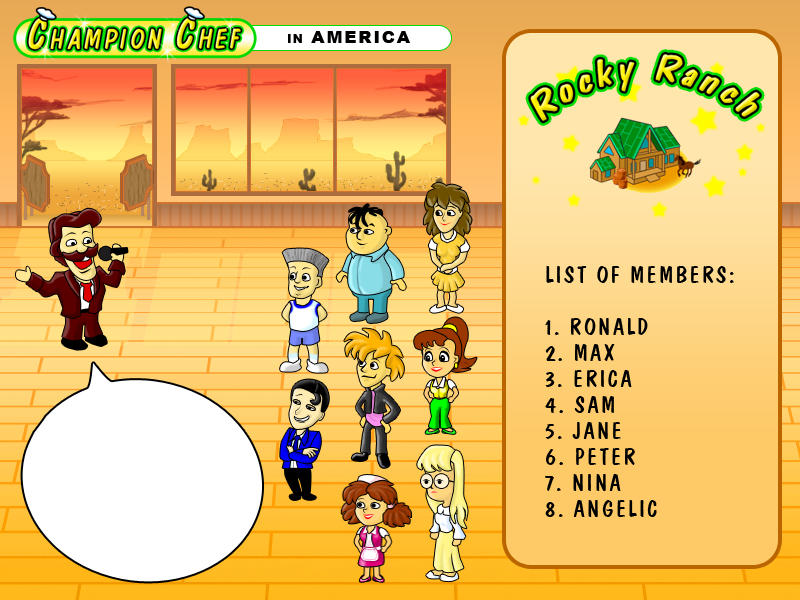 CHAMPION CHEF
IN AMERICA
Rocky Ranch
LIST OF MEMBERS:
1. RONALD
2. MAX
3. ERICA
4. SAM
5. JANE
6. PETER
7. NINA
8. ANGELIC